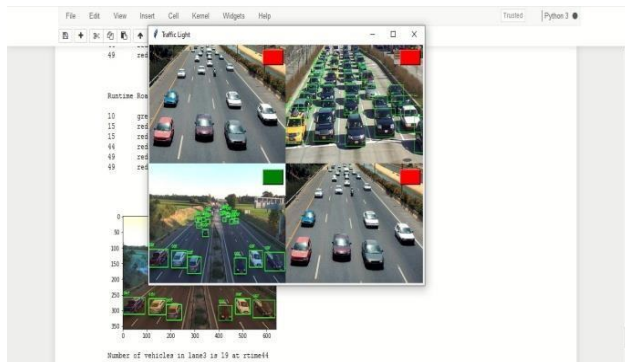 File Edit View Insert Cell Kernel Widgets Help
Trusted Python 3
Traffic Light
49 red
Runtime Roa
10 gre
15 red
15 red
44 red
49 red
49 red
0
50
100
150
200
250
300
350
0 100 200 300 400 500 600
Number of vehicles in lane3 is 19 at rtime44